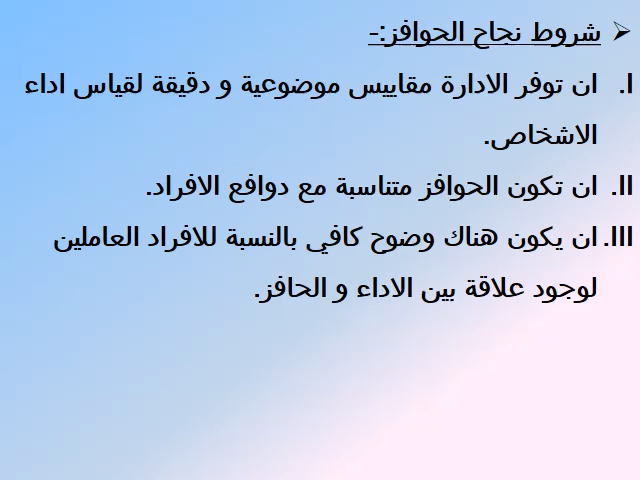 ➢ شروط نجاح الحوافز:-
I. ان توفر الادارة مقاييس موضوعية و دقيقة لقياس اداء
الاشخاص.
II. ان تكون الحوافز متناسبة مع دوافع الافراد.
III. ان يكون هناك وضوح كافي بالنسبة للافراد العاملين
لوجود علاقة بين الاداء و الحافز.